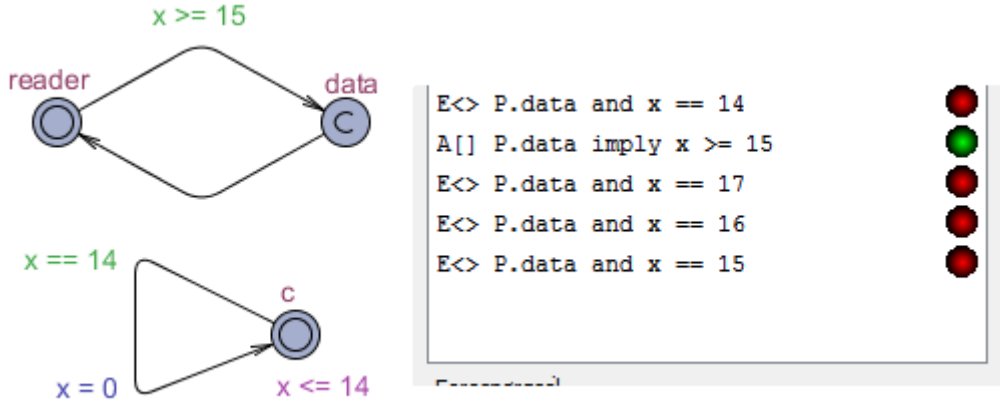 x >= 15
reader
data
C
x == 14
c
x = 0
x <= 14
E<> P.data and x == 14
A[] P.data imply x >= 15
E<> P.data and x == 17
E<> P.data and x == 16
E<> P.data and x == 15